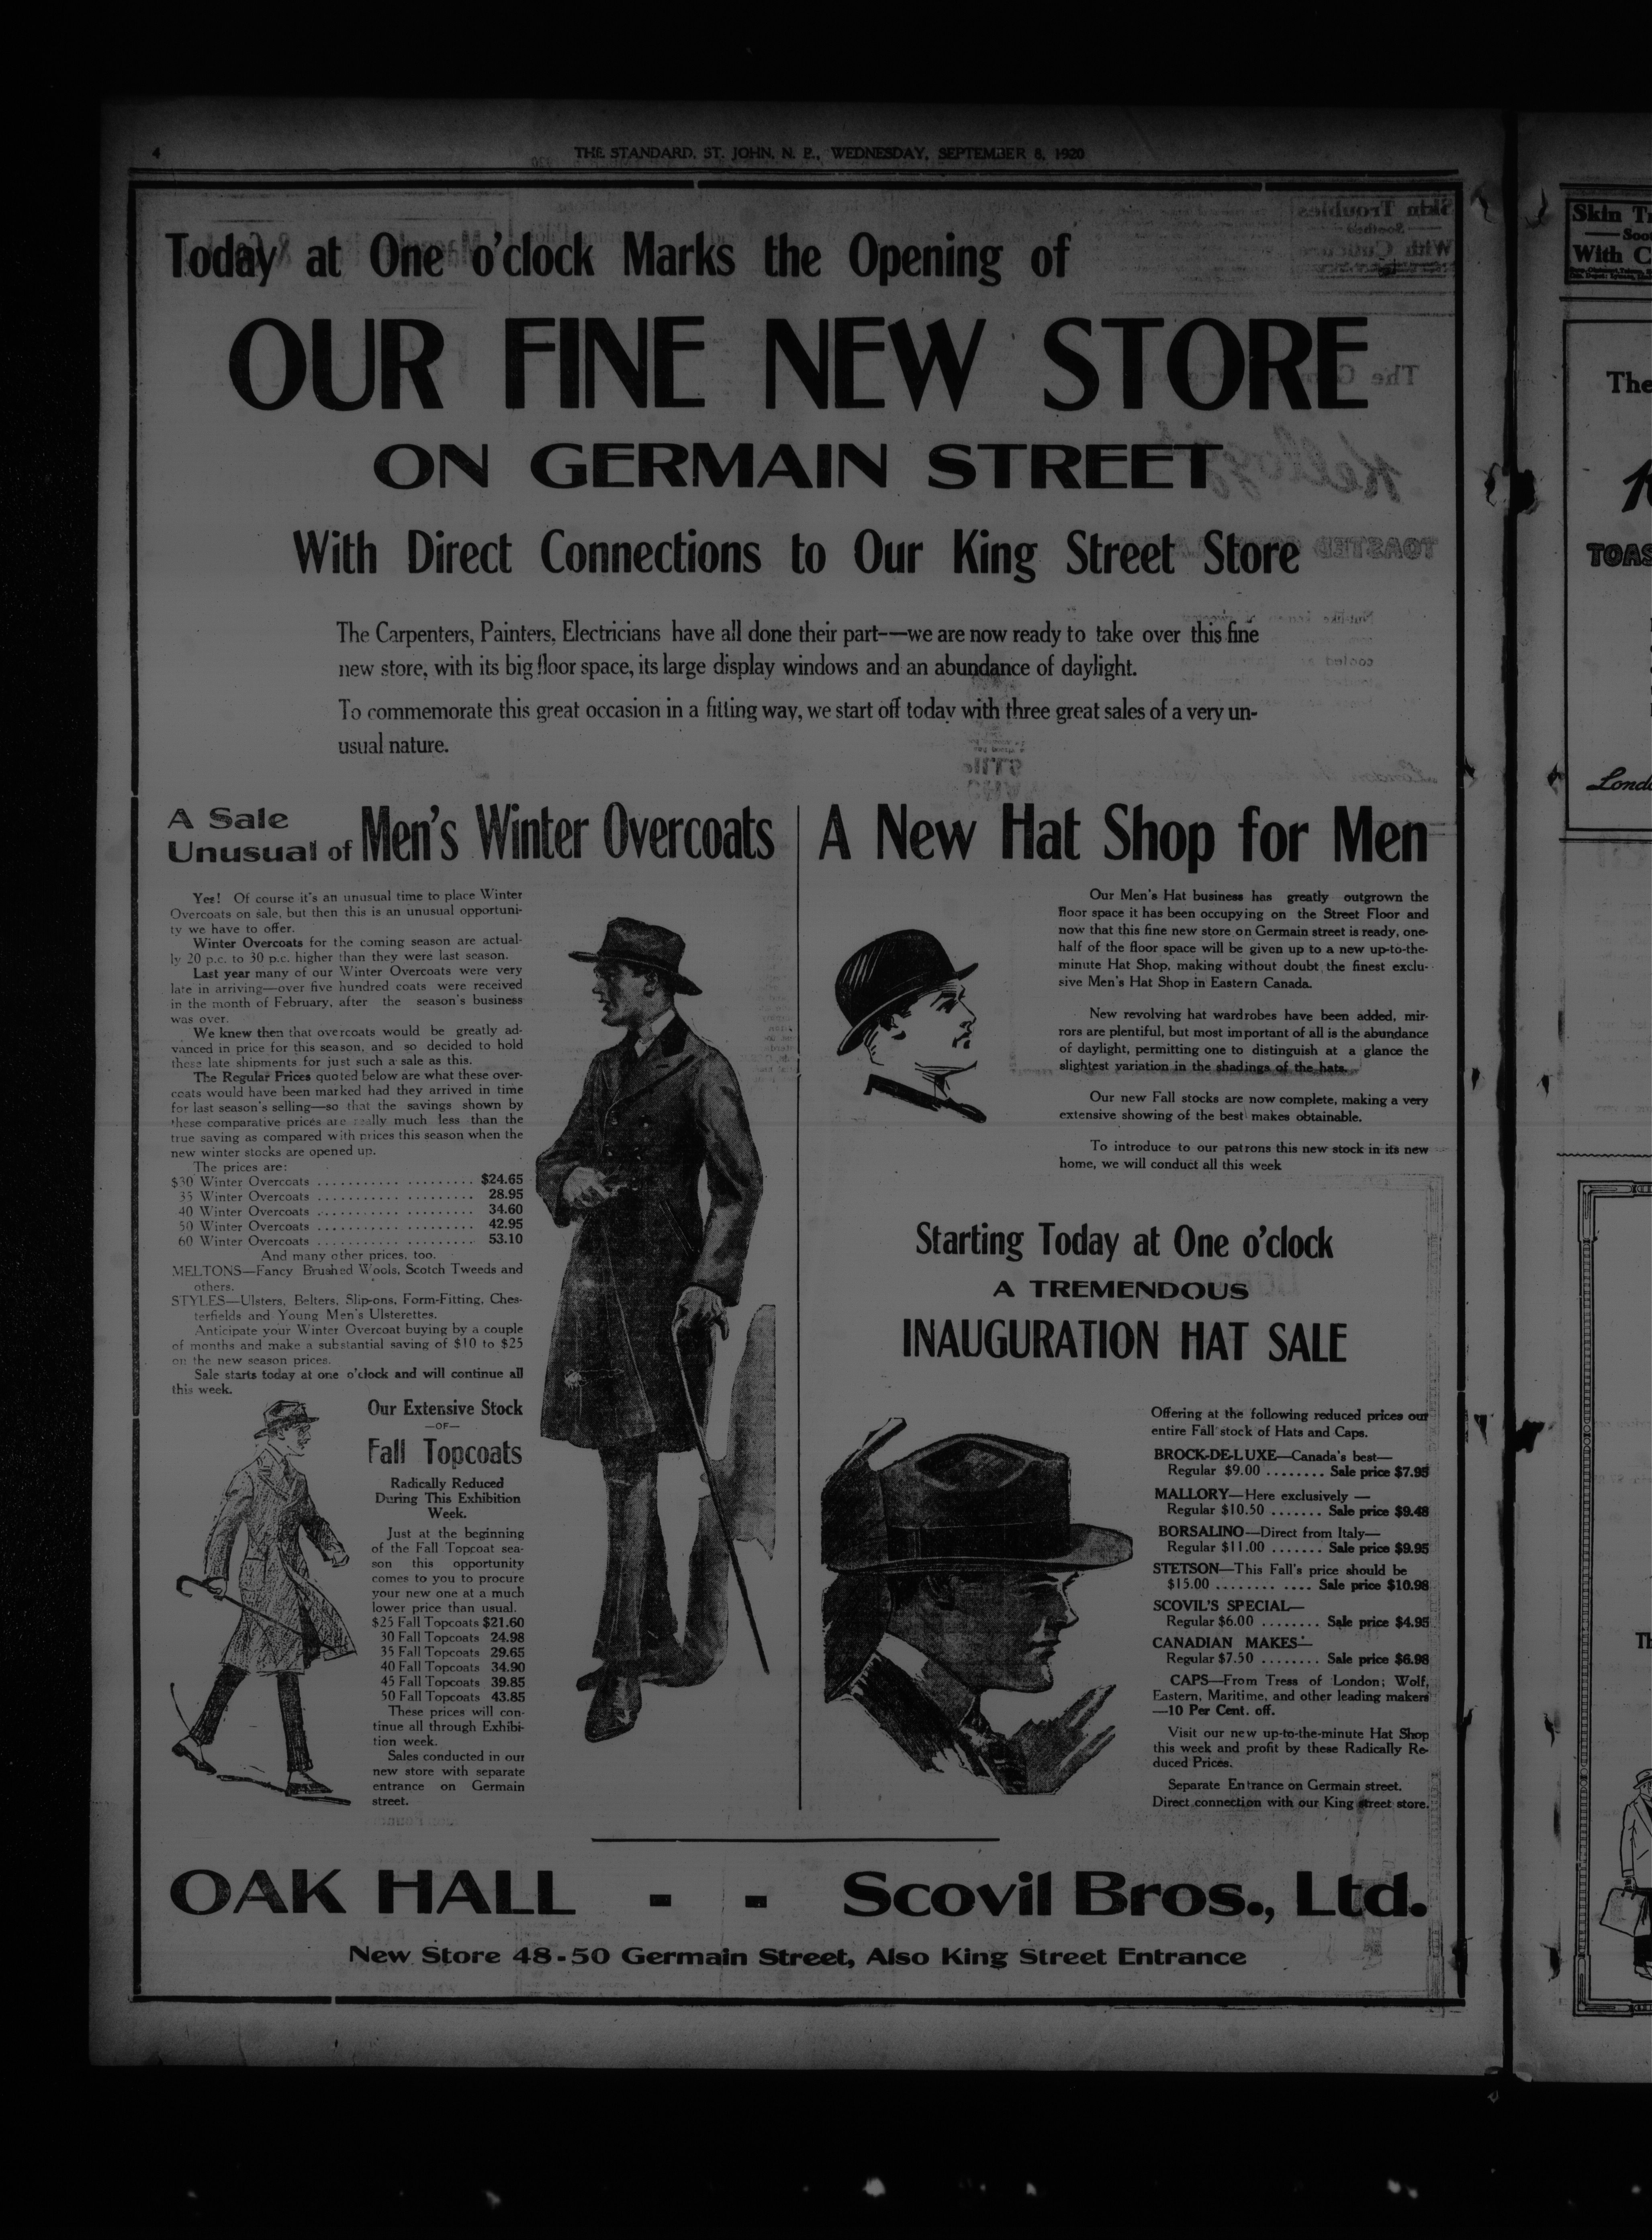 4
THE STANDARD, ST. JOHN, N. B., WEDNESDAY, SEPTEMBER 8, 1920
Today at One o'clock Marks the Opening of
OUR FINE NEW STORE
ON GERMAIN STREET
With Direct Connections to Our King Street Store
The Carpenters, Painters, Electricians have all done their part--—we are now ready to take over this fine
new store, with its big floor space, its large display windows and an abundance of daylight.
To commemorate this great occasion in a fitting way, we start off today with three great sales of a very un-
usual nature.
A Sale
Unusual of Men's Winter Overcoats
Yes! Of course it's an unusual time to place Winter
Overcoats on sale, but then this is an unusual opportuni-
ty we have to offer.
Winter Overcoats for the coming season are actual-
ly 20 p.c. to 30 p.c. higher than they were last season.
Last year many of our Winter Overcoats were very
late in arriving—over five hundred coats were received
in the month of February, after the season's business
was over.
We knew then that overcoats would be greatly ad-
vanced in price for this season, and so decided to hold
these late shipments for just such a sale as this.
The Regular Prices quoted below are what these over-
coats would have been marked had they arrived in time
for last season's selling—so that the savings shown by
these comparative prices are really much less than the
true saving as compared with prices this season when the
new winter stocks are opened up.
The prices are:
$30 Winter Overcoats .................... $24.65
35 Winter Overcoats .................... 28.95
40 Winter Overcoats .................... 34.60
50 Winter Overcoats .................... 42.95
60 Winter Overcoats .................... 53.10
And many other prices, too.
MELTONS—Fancy Brushed Wools, Scotch Tweeds and
others.
STYLES—Ulsters, Belters, Slip-ons, Form-Fitting, Ches-
terfields and Young Men's Ulsterettes.
Anticipate your Winter Overcoat buying by a couple
of months and make a substantial saving of $10 to $25
on the new season prices.
Sale starts today at one o'clock and will continue all
this week.
Our Extensive Stock
—OF—
Fall Topcoats
Radically Reduced
During This Exhibition
Week.
Just at the beginning
of the Fall Topcoat sea-
son this opportunity
comes to you to procure
your new one at a much
lower price than usual.
$25 Fall Topcoats $21.60
30 Fall Topcoats 24.98
35 Fall Topcoats 29.65
40 Fall Topcoats 34.90
45 Fall Topcoats 39.85
50 Fall Topcoats 43.85
These prices will con-
tinue all through Exhibi-
tion week.
Sales conducted in our
new store with separate
entrance on Germain
street.
A New Hat Shop for Men
Our Men's Hat business has greatly outgrown the
floor space it has been occupying on the Street Floor and
now that this fine new store on Germain street is ready, one-
half of the floor space will be given up to a new up-to-the-
minute Hat Shop, making without doubt the finest exclu-
sive Men's Hat Shop in Eastern Canada.
New revolving hat wardrobes have been added, mir-
rors are plentiful, but most important of all is the abundance
of daylight, permitting one to distinguish at a glance the
slightest variation in the shadings of the hats.
Our new Fall stocks are now complete, making a very
extensive showing of the best makes obtainable.
To introduce to our patrons this new stock in its new
home, we will conduct all this week
Starting Today at One o'clock
A TREMENDOUS
INAUGURATION HAT SALE
Offering at the following reduced prices our
entire Fall stock of Hats and Caps.
BROCK-DE-LUXE—Canada's best—
Regular $9.00 ........ Sale price $7.95
MALLORY—Here exclusively —
Regular $10.50 ....... Sale price $9.48
BORSALINO—Direct from Italy—
Regular $11.00 ....... Sale price $9.95
STETSON—This Fall's price should be
$15.00 ........ .... Sale price $10.98
SCOVIL'S SPECIAL—
Regular $6.00 ........ Sale price $4.95
CANADIAN MAKES—
Regular $7.50 ........ Sale price $6.98
CAPS—From Tress of London; Wolf,
Eastern, Maritime, and other leading makers
—10 Per Cent. off.
Visit our new up-to-the-minute Hat Shop
this week and profit by these Radically Re-
duced Prices.
Separate Entrance on Germain street.
Direct connection with our King street store.
OAK HALL - - Scovil Bros., Ltd.
New Store 48-50 Germain Street, Also King Street Entrance
Skin
With
The